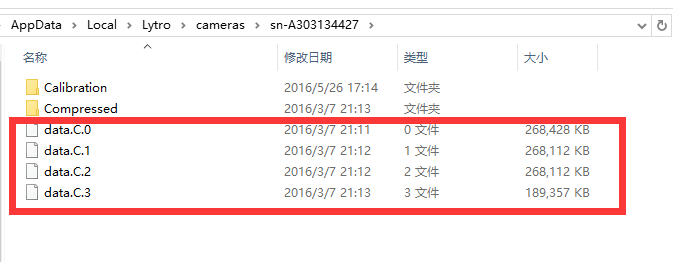 AppData > Local > Lytro > cameras > sn-A303134427 >
名称 修改日期 类型 大小
Calibration 2016/5/26 17:14 文件夹
Compressed 2016/3/7 21:13 文件夹
data.C.0 2016/3/7 21:11 0 文件 268,428 KB
data.C.1 2016/3/7 21:12 1 文件 268,112 KB
data.C.2 2016/3/7 21:12 2 文件 268,112 KB
data.C.3 2016/3/7 21:13 3 文件 189,357 KB